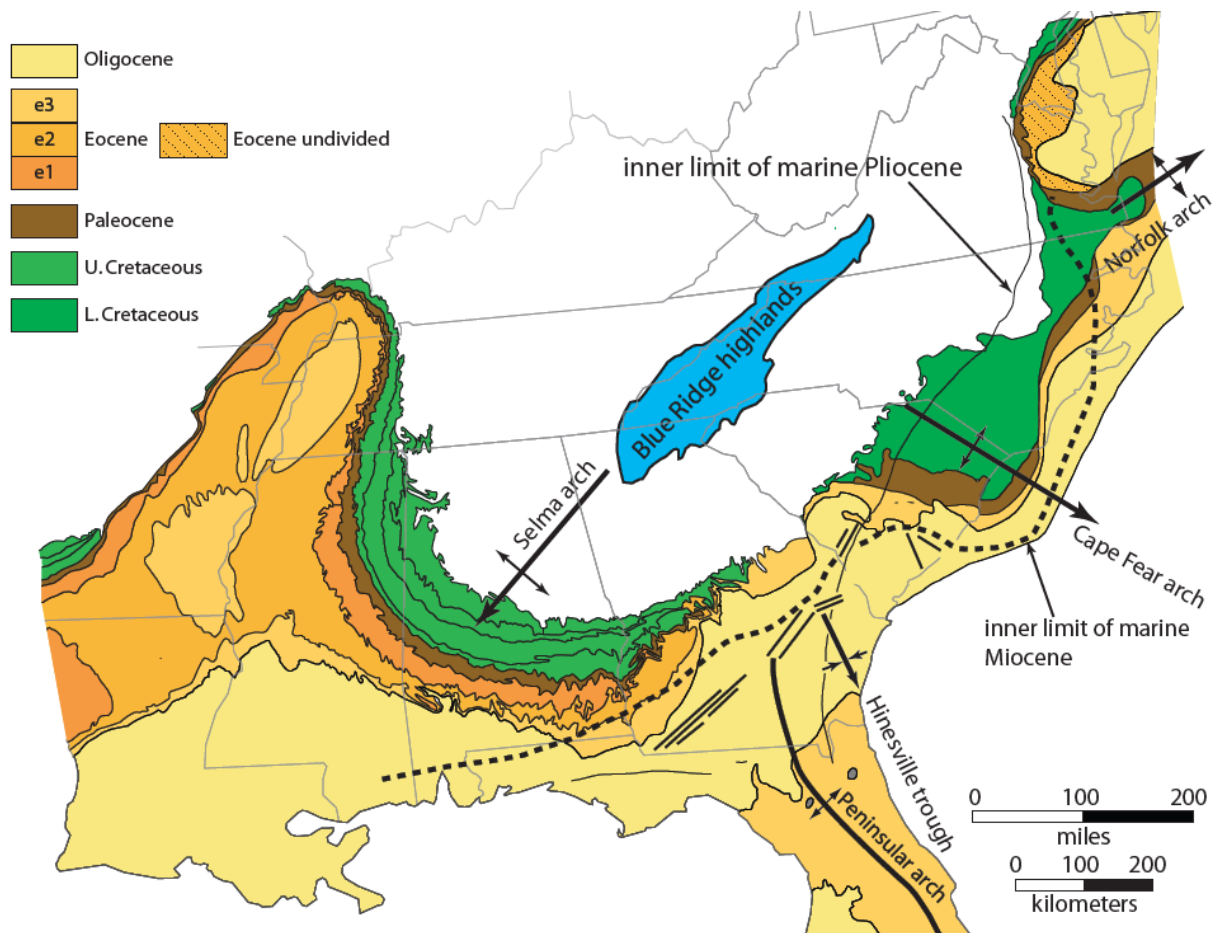 Oligocene
e3
e2
Eocene
Eocene undivided
e1
Paleocene
U. Cretaceous
L. Cretaceous
inner limit of marine Pliocene
Norfolk arch
Blue Ridge highlands
Selma arch
Cape Fear arch
inner limit of marine
Miocene
Hinesville trough
Peninsular arch
0 100 200
miles
0 100 200
kilometers